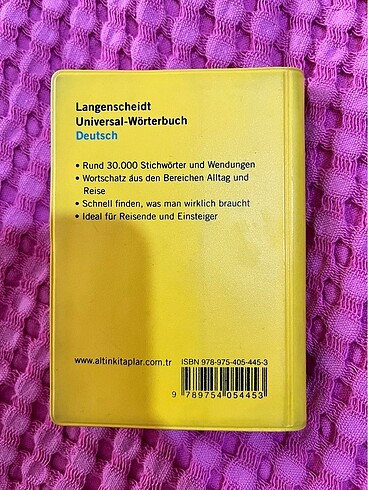 Langenscheidt
Universal-Wörterbuch
Deutsch
• Rund 30.000 Stichwörter und Wendungen
• Wortschatz áus den Bereichen Alltag und
Reise
• Schnell finden, was man wirklich braucht
• Ideal für Reisende und Einsteiger
www.altinkitaplar.com.tr
ISBN 978-975-405-445-3
9 789754 054453